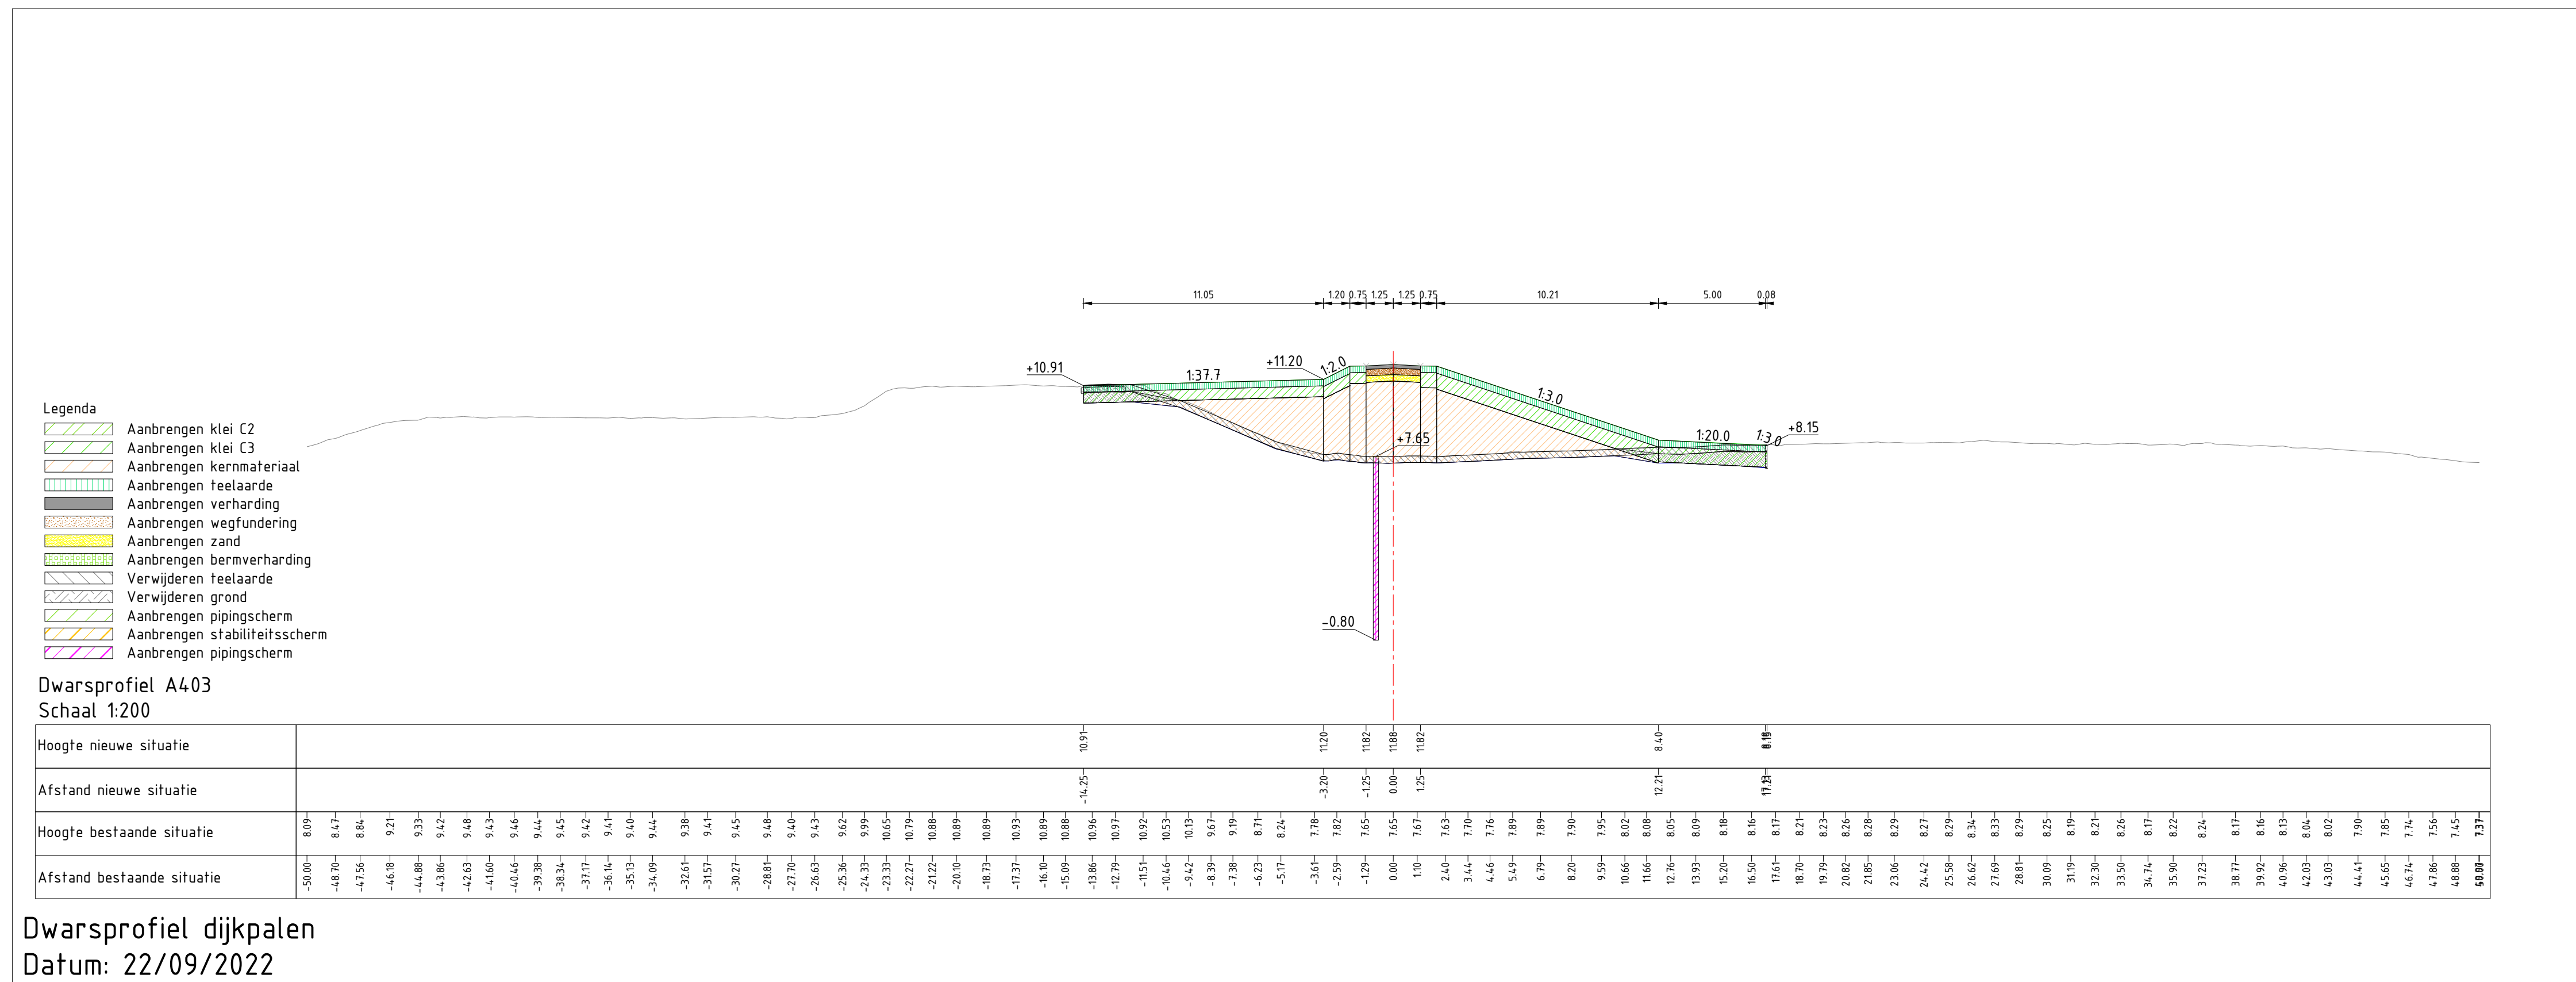 11.05 1.20 0.75 1.25 1.25 0.75 10.21 5.00 0.08
+10.91 1:37.7 +11.20 1:2.0 1:3.0 1:20.0 1:3.0 +8.15
+7.65
-0.80
Legenda
Aanbrengen klei C2
Aanbrengen klei C3
Aanbrengen kernmateriaal
Aanbrengen teelaarde
Aanbrengen verharding
Aanbrengen wegfundering
Aanbrengen zand
Aanbrengen bermverharding
Verwijderen teelaarde
Verwijderen grond
Aanbrengen pipingscherm
Aanbrengen stabiliteitsscherm
Aanbrengen pipingscherm
Dwarsprofiel A403
Schaal 1:200
Hoogte nieuwe situatie 10.91 11.20 11.82 11.88 11.82 8.40
Afstand nieuwe situatie -14.25 -3.20 -1.25 0.00 1.25 12.21
Hoogte bestaande situatie 8.09 8.47 8.84 9.21 9.33 9.42 9.48 9.43 9.46 9.44 9.45 9.42 9.41 9.40 9.44 9.38 9.41 9.45 9.48 9.40 9.43 9.62 9.99 10.65 10.79 10.88 10.89 10.89 10.93 10.89 10.88 10.96 10.97 10.92 10.53 10.13 9.67 9.19 8.71 8.24 7.78 7.82 7.65 7.65 7.67 7.63 7.70 7.76 7.89 7.89 7.90 7.95 8.02 8.08 8.05 8.09 8.18 8.16 8.17 8.21 8.23 8.26 8.28 8.29 8.27 8.29 8.34 8.33 8.29 8.25 8.19 8.21 8.26 8.17 8.22 8.24 8.17 8.16 8.13 8.04 8.02 7.90 7.85 7.74 7.56 7.45 7.37
Afstand bestaande situatie -50.00 -48.70 -47.56 -46.18 -44.88 -43.86 -42.63 -41.60 -40.46 -39.38 -38.34 -37.17 -36.14 -35.13 -34.09 -32.61 -31.57 -30.27 -28.81 -27.70 -26.63 -25.36 -24.33 -23.33 -22.27 -21.22 -20.10 -18.73 -17.37 -16.10 -15.09 -13.86 -12.79 -11.51 -10.46 -9.42 -8.39 -7.38 -6.23 -5.17 -3.61 -2.59 -1.29 0.00 1.10 2.40 3.44 4.46 5.49 6.79 8.20 9.59 10.66 11.66 12.76 13.93 15.20 16.50 17.61 18.70 19.79 20.82 21.85 23.06 24.42 25.58 26.62 27.69 28.81 30.09 31.19 32.30 33.50 34.74 35.90 37.23 38.77 39.92 40.96 42.03 43.03 44.41 45.65 46.74 47.86 48.88
Dwarsprofiel dijkpalen
Datum: 22/09/2022